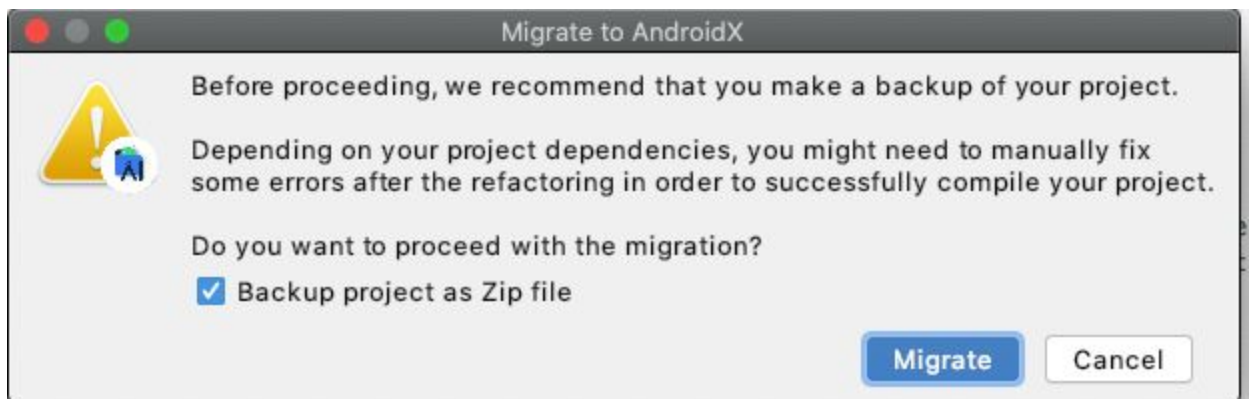 Migrate to AndroidX
Before proceeding, we recommend that you make a backup of your project.
Depending on your project dependencies, you might need to manually fix
some errors after the refactoring in order to successfully compile your project.
Do you want to proceed with the migration?
Backup project as Zip file
Migrate Cancel